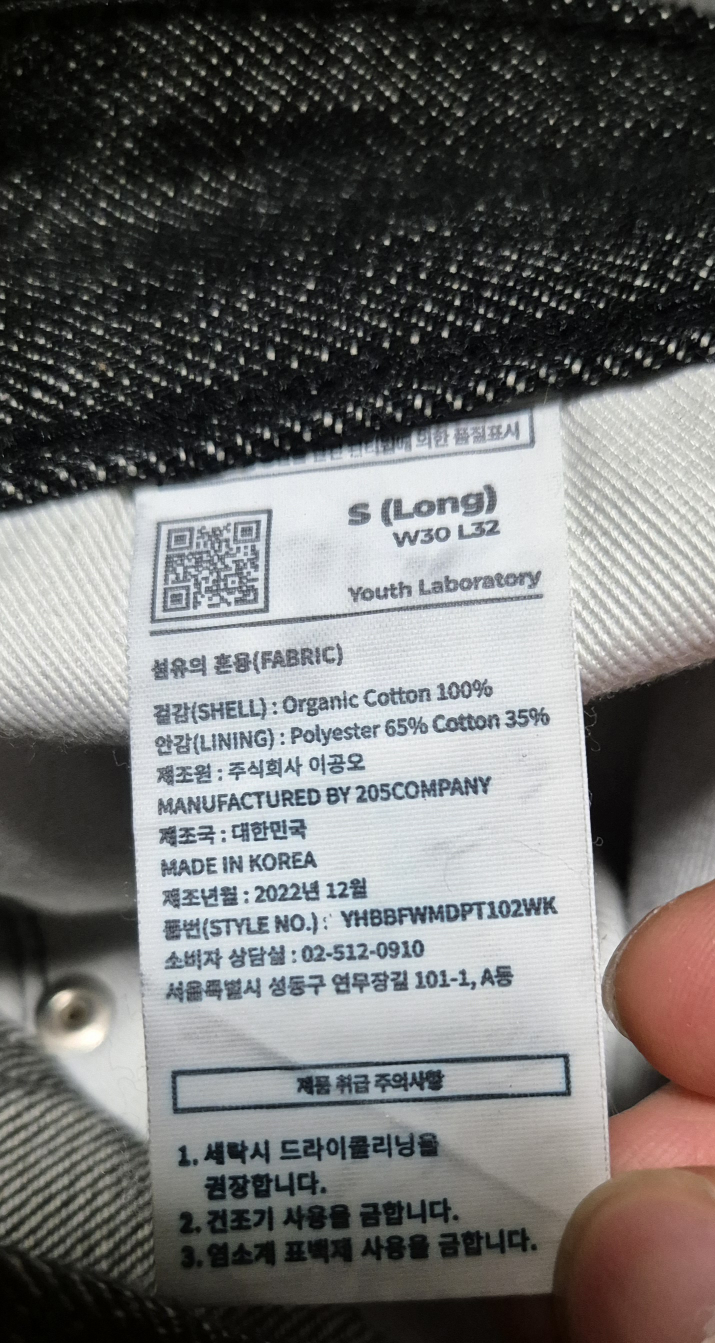 의한 품질표시
S (Long)
W30 L32
Youth Laboratory
섬유의 혼용(FABRIC)
겉감(SHELL) : Organic Cotton 100%
안감(LINING) : Polyester 65% Cotton 35%
제조원 : 주식회사 이공오
MANUFACTURED BY 205COMPANY
제조국 : 대한민국
MADE IN KOREA
제조년월 : 2022년 12월
품번(STYLE NO.) : YHBBFWMDPT102WK
소비자 상담실 : 02-512-0910
서울특별시 성동구 연무장길 101-1, A동
제품 취급 주의사항
1. 세탁시 드라이클리닝을
권장합니다.
2. 건조기 사용을 금합니다.
3. 염소계 표백제 사용을 금합니다.